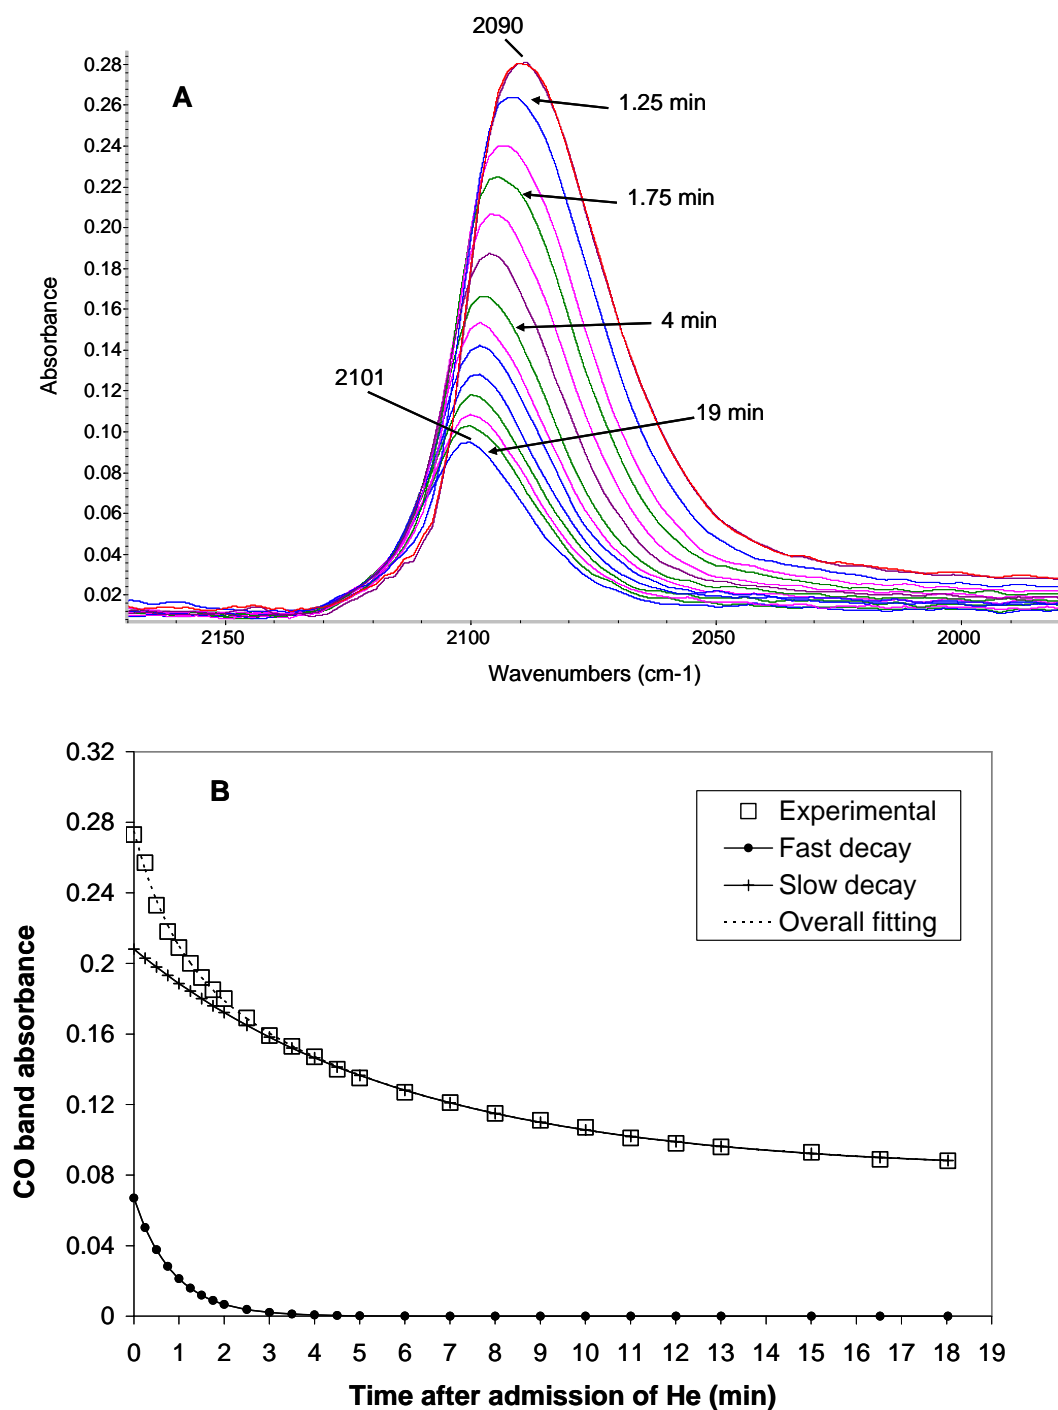 2090
0.28
A
1.25 min
0.26
0.24
0.22
1.75 min
0.20
0.18
0.16
4 min
0.14
0.12
2101
19 min
0.10
0.08
0.06
0.04
0.02
Absorbance
2150 2100 2050 2000
Wavenumbers (cm-1)
0.32
B
Experimental
Fast decay
Slow decay
Overall fitting
0.28
0.24
0.2
0.16
0.12
0.08
0.04
0
CO band absorbance
0 1 2 3 4 5 6 7 8 9 10 11 12 13 14 15 16 17 18 19
Time after admission of He (min)